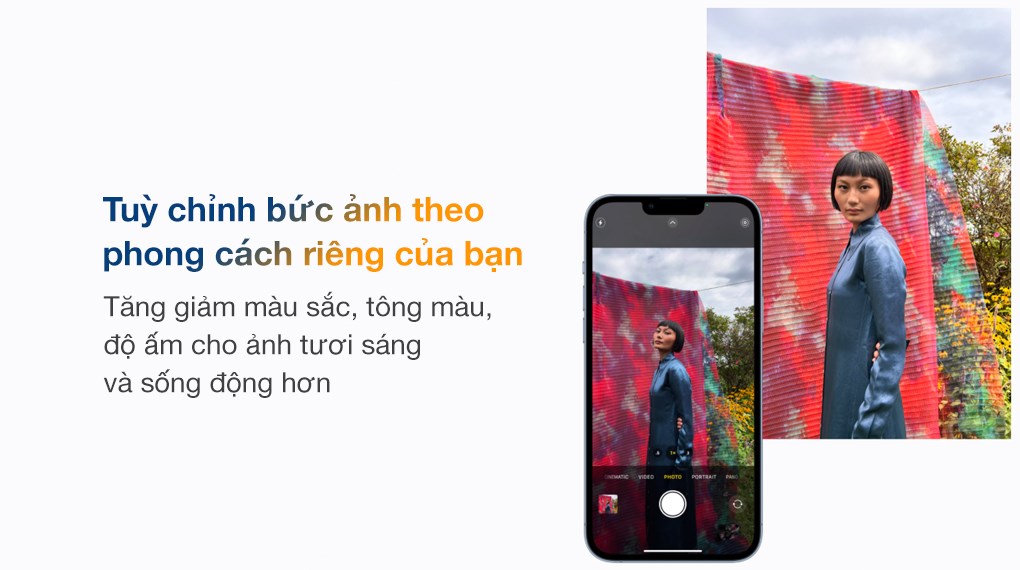 Tuỳ chỉnh bức ảnh theo
phong cách riêng của bạn
Tăng giảm màu sắc, tông màu,
độ ấm cho ảnh tươi sáng
và sống động hơn
VIDEO PHOTO PORTRAIT